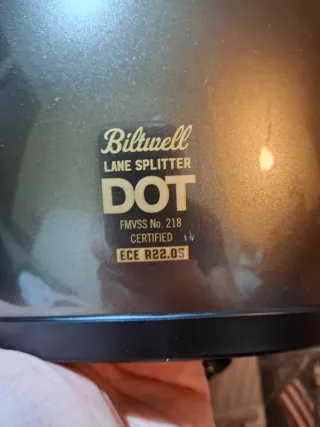 Biltwell
LANE SPLITTER
DOT
FMVSS No. 218
CERTIFIED
ECE R22.05